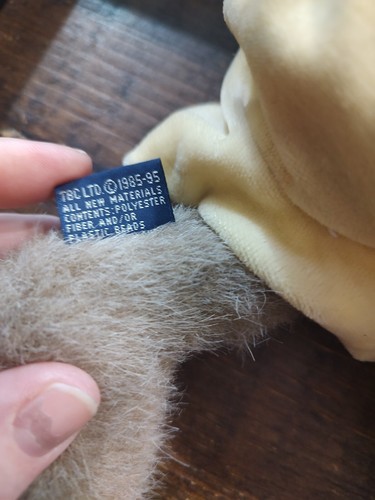 TBC LTD. ©1985-95
ALL NEW MATERIALS
CONTENTS: POLYESTER
FIBER AND/OR
PLASTIC BEADS